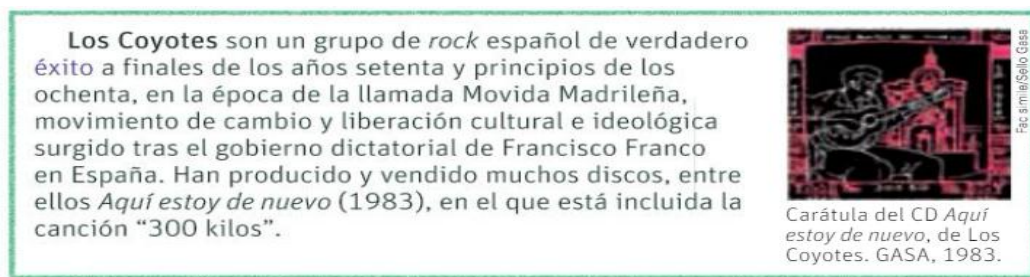 Los Coyotes son un grupo de rock español de verdadero
éxito a finales de los años setenta y principios de los
ochenta, en la época de la llamada Movida Madrileña,
movimiento de cambio y liberación cultural e ideológica
surgido tras el gobierno dictatorial de Francisco Franco
en España. Han producido y vendido muchos discos, entre
ellos Aquí estoy de nuevo (1983), en el que está incluida la
canción “300 kilos”.
Fac simile/Sello Gasa
Carátula del CD Aquí
estoy de nuevo, de Los
Coyotes. GASA, 1983.